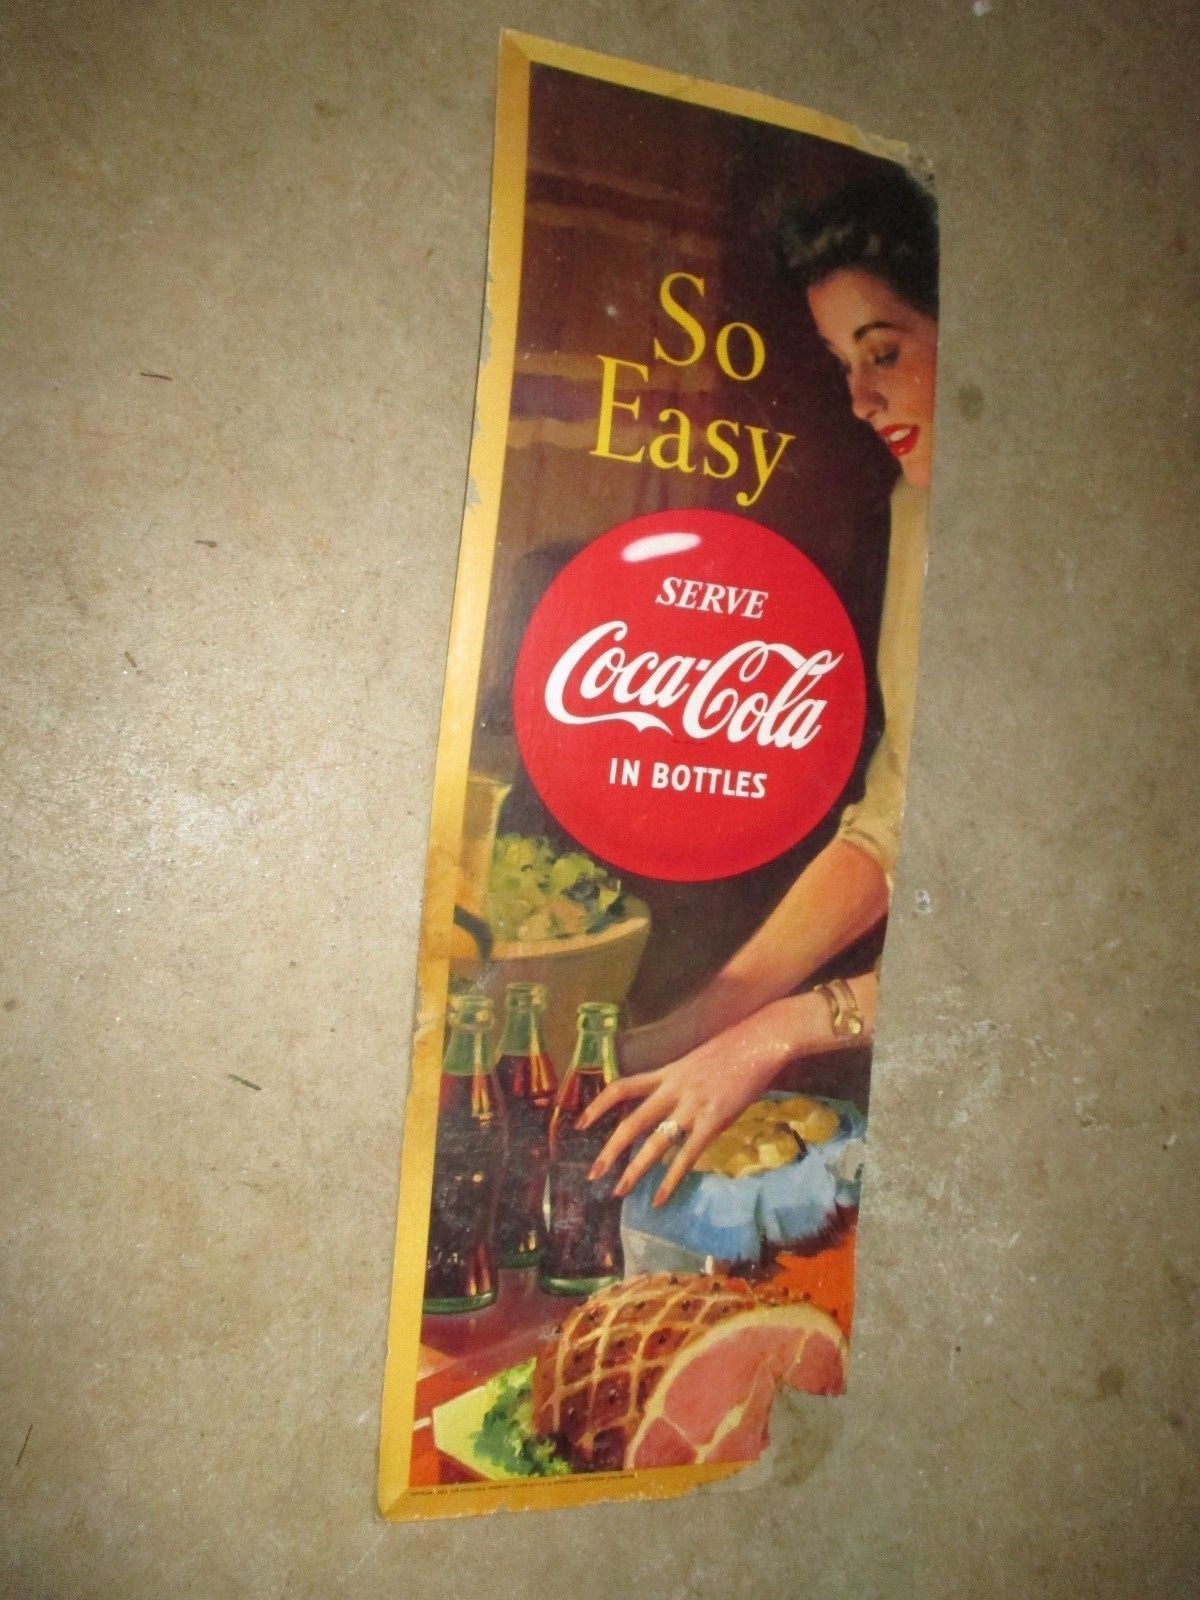 So
Easy
SERVE
Coca-Cola
IN BOTTLES